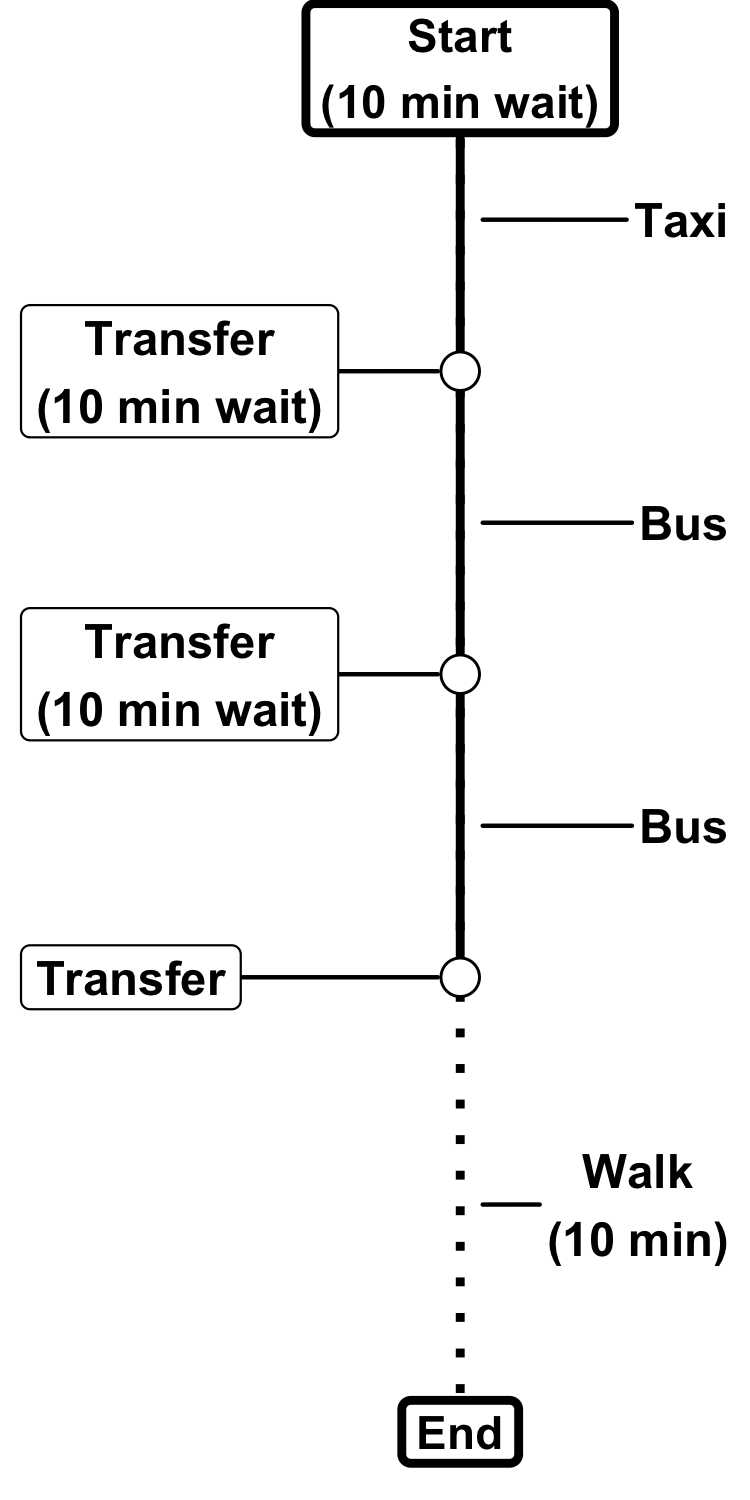 Start
(10 min wait)
Taxi
Transfer
(10 min wait)
Bus
Transfer
(10 min wait)
Bus
Transfer
Walk
(10 min)
End